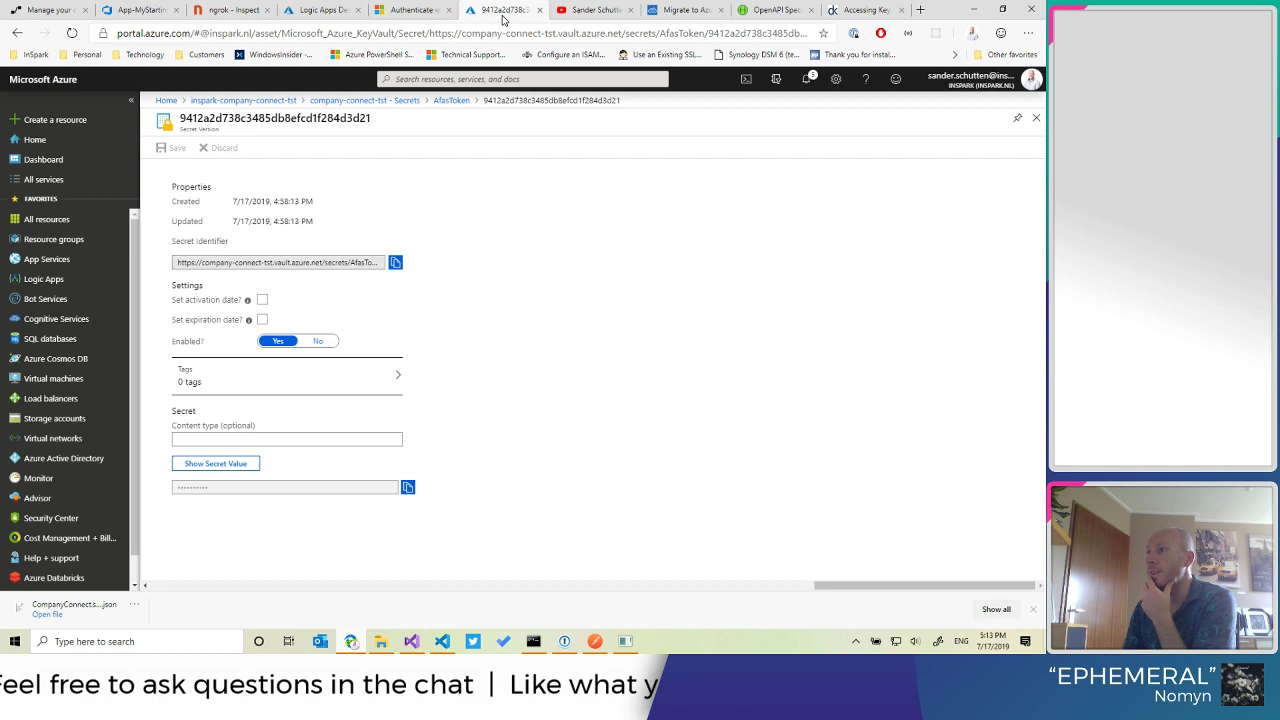 Manage you
App-MyStartin
ngrok - Inspect
Logic Apps De
Authenticate w
9412a2d738c3
Sander Schutte
Migrate to Az
OpenAPI Spec
Accessing Key
portal.azure.com/#@inspark.nl/asset/Microsoft_Azure_KeyVault/Secret/https://company-connect-tst.vault.azure.net/secrets/AfasToken/9412a2d738c3485db8efcd1f284d3d...
InSpark
Personal
Technology
Azure Support
PowerShell Support
Technical Support...
Configure an ISAM...
Use an Existing SSL...
Synology DSM 6 (te...
Thank you for instal...
Microsoft Azure
Search resources, services, and docs
5
sander.schutten@ins...
INSPARK (INSPARK.NL)
Home > inspark-company-connect-tst > company-connect-tst - Secrets > AfasToken > 9412a2d738c3485db8efcd1f284d3d21
9412a2d738c3485db8efcd1f284d3d21
Secret Version
Save
Discard
Create a resource
Home
Dashboard
All services
FAVORITES
All resources
Resource groups
App Services
Logic Apps
Bot Services
Cognitive Services
SQL databases
Azure Cosmos DB
Virtual machines
Load balancers
Storage accounts
Virtual networks
Azure Active Directory
Monitor
Advisor
Security Center
Cost Management + Bill...
Help + support
Azure Databricks
Properties
Created 7/17/2019, 4:58:13 PM
Updated 7/17/2019, 4:58:13 PM
Secret Identifier
https://company-connect-tst.vault.azure.net/secrets/AfasTo...
Settings
Set activation date?
Set expiration date?
Enabled? Yes No
Tags
0 tags
Secret
Content type (optional)
Show Secret Value
CompanyConnect.s....json
Open file
Show all
Type here to search
ENG
5:13 PM
7/17/2019
Feel free to ask questions in the chat | Like what y
"EPHEMERAL"
Nomyn